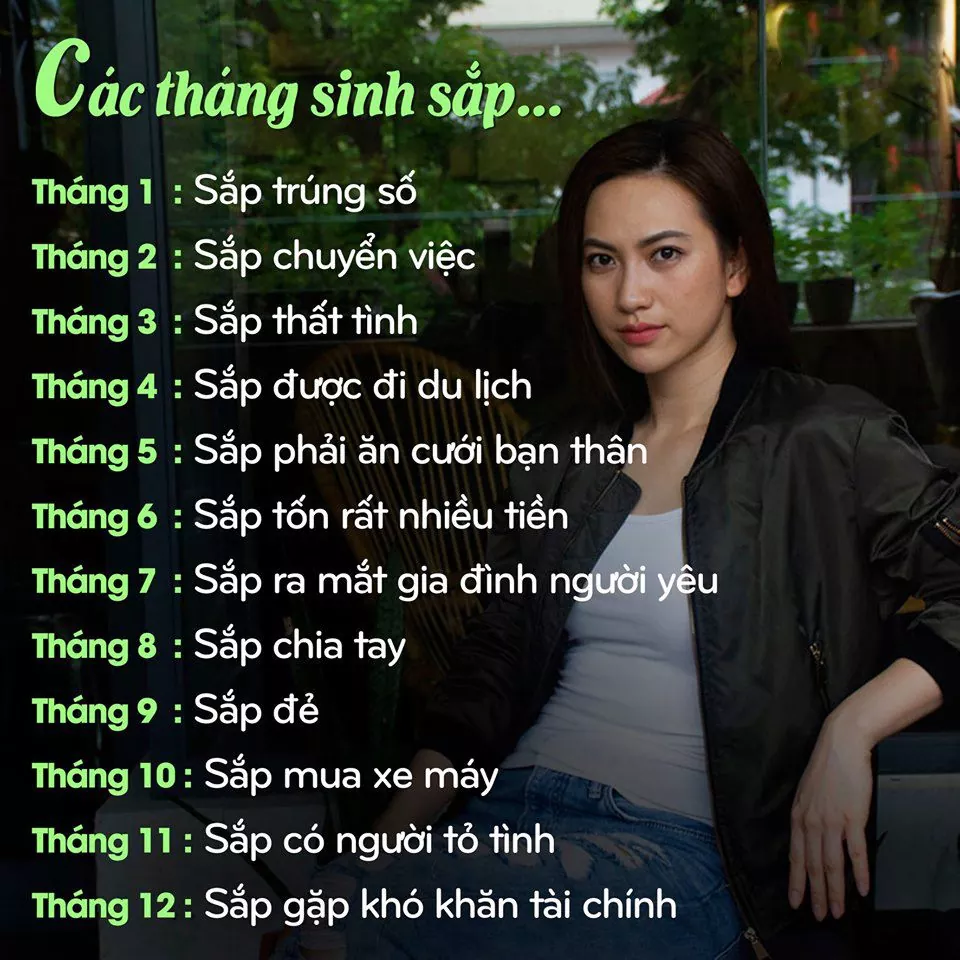 Các tháng sinh sắp...
Tháng 1 : Sắp trúng số
Tháng 2 : Sắp chuyển việc
Tháng 3 : Sắp thất tình
Tháng 4 : Sắp được đi du lịch
Tháng 5 : Sắp phải ăn cưới bạn thân
Tháng 6 : Sắp tốn rất nhiều tiền
Tháng 7 : Sắp ra mắt gia đình người yêu
Tháng 8 : Sắp chia tay
Tháng 9 : Sắp đẻ
Tháng 10 : Sắp mua xe máy
Tháng 11 : Sắp có người tỏ tình
Tháng 12 : Sắp gặp khó khăn tài chính